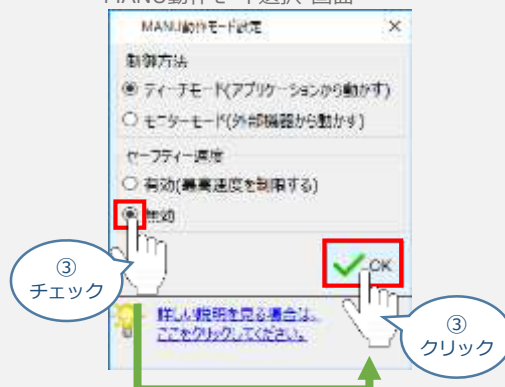 MANU動作モード選択 画面
MANU動作モード設定
制御方法
ティーチモード(アプリケーションから動かす)
モニターモード(外部機器から動かす)
セーフティー速度
有効(最高速度を制限する)
無効
OK
③
チェック
詳しい説明を見る場合は、
ここをクリックしてください。
③
クリック